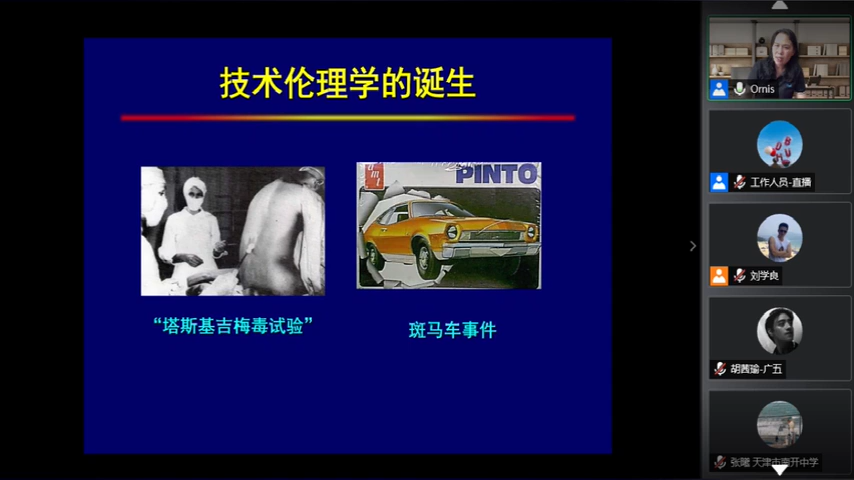 技术伦理学的诞生
amt
PINTO
“塔斯基吉梅毒试验”
斑马车事件
Ornis
工作人员-直播
刘学良
胡茜瑜-广五
张曙 天津市南开中学